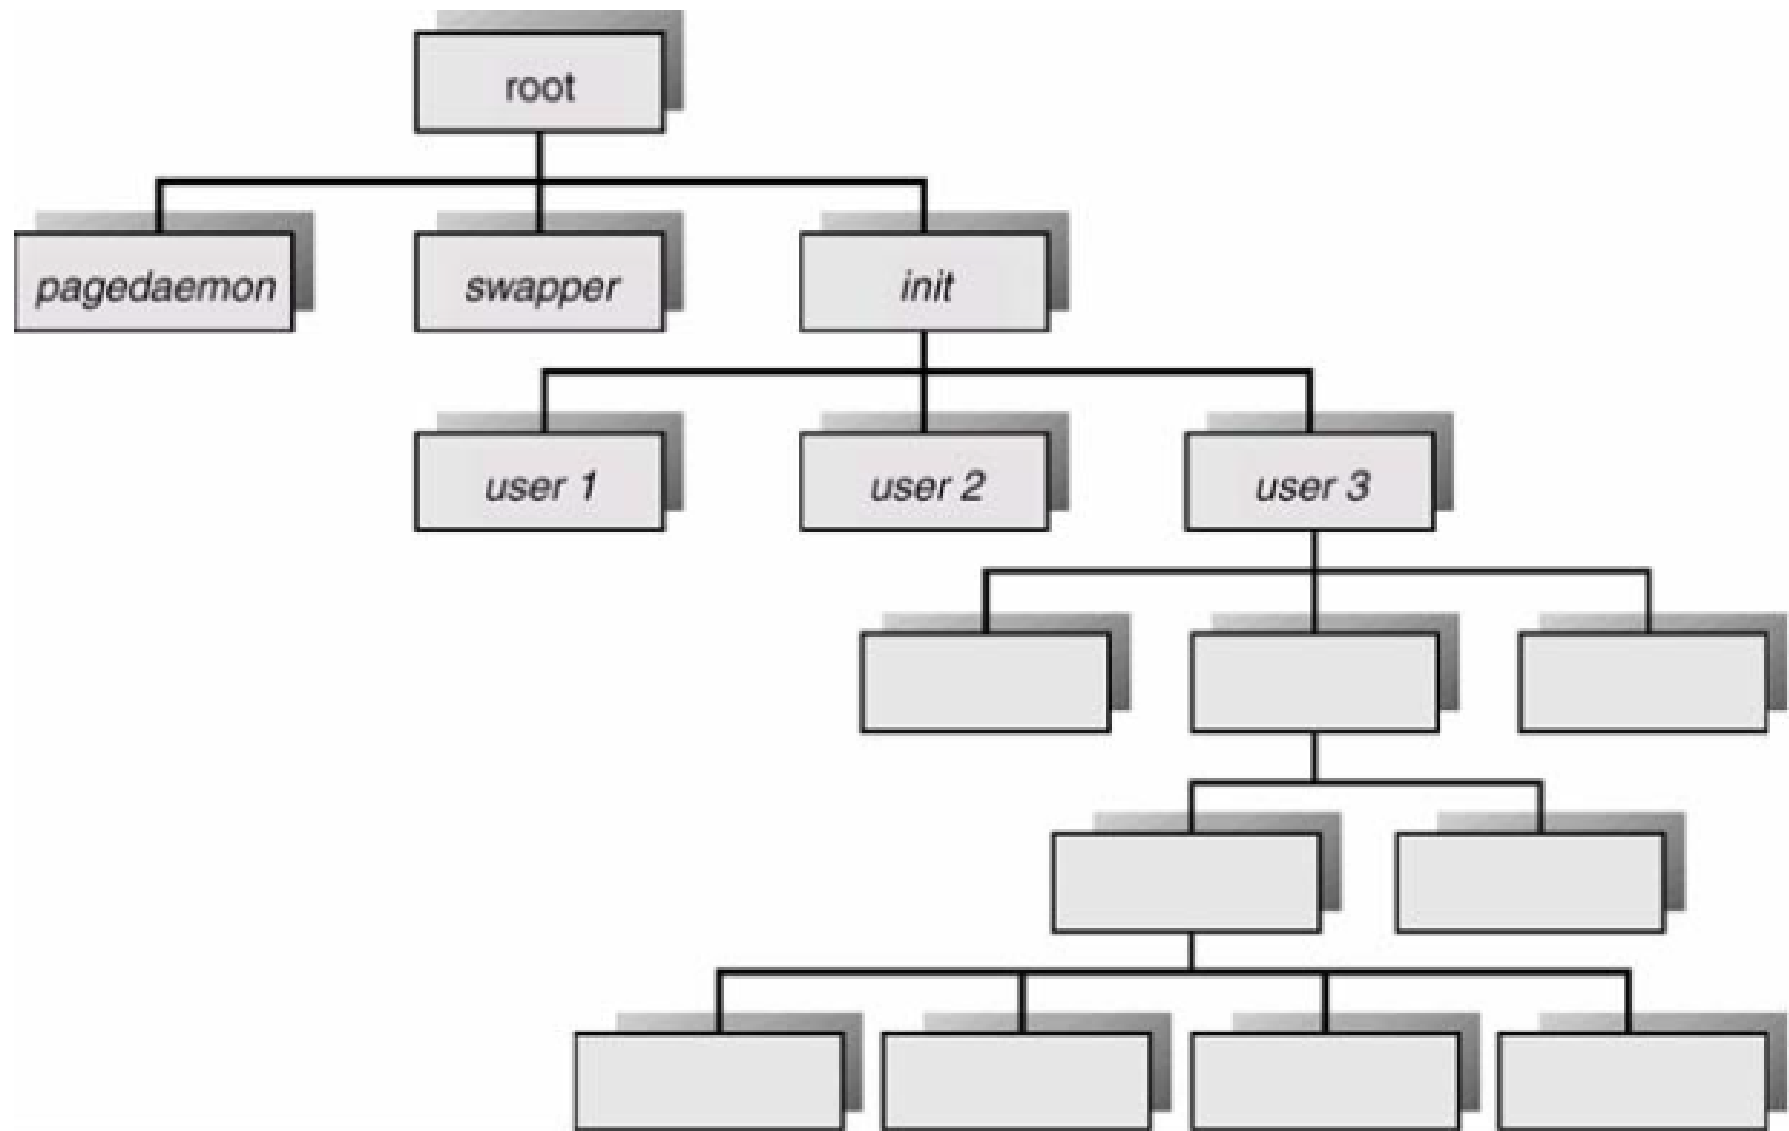 root
pagedaemon
swapper
init
user 1
user 2
user 3